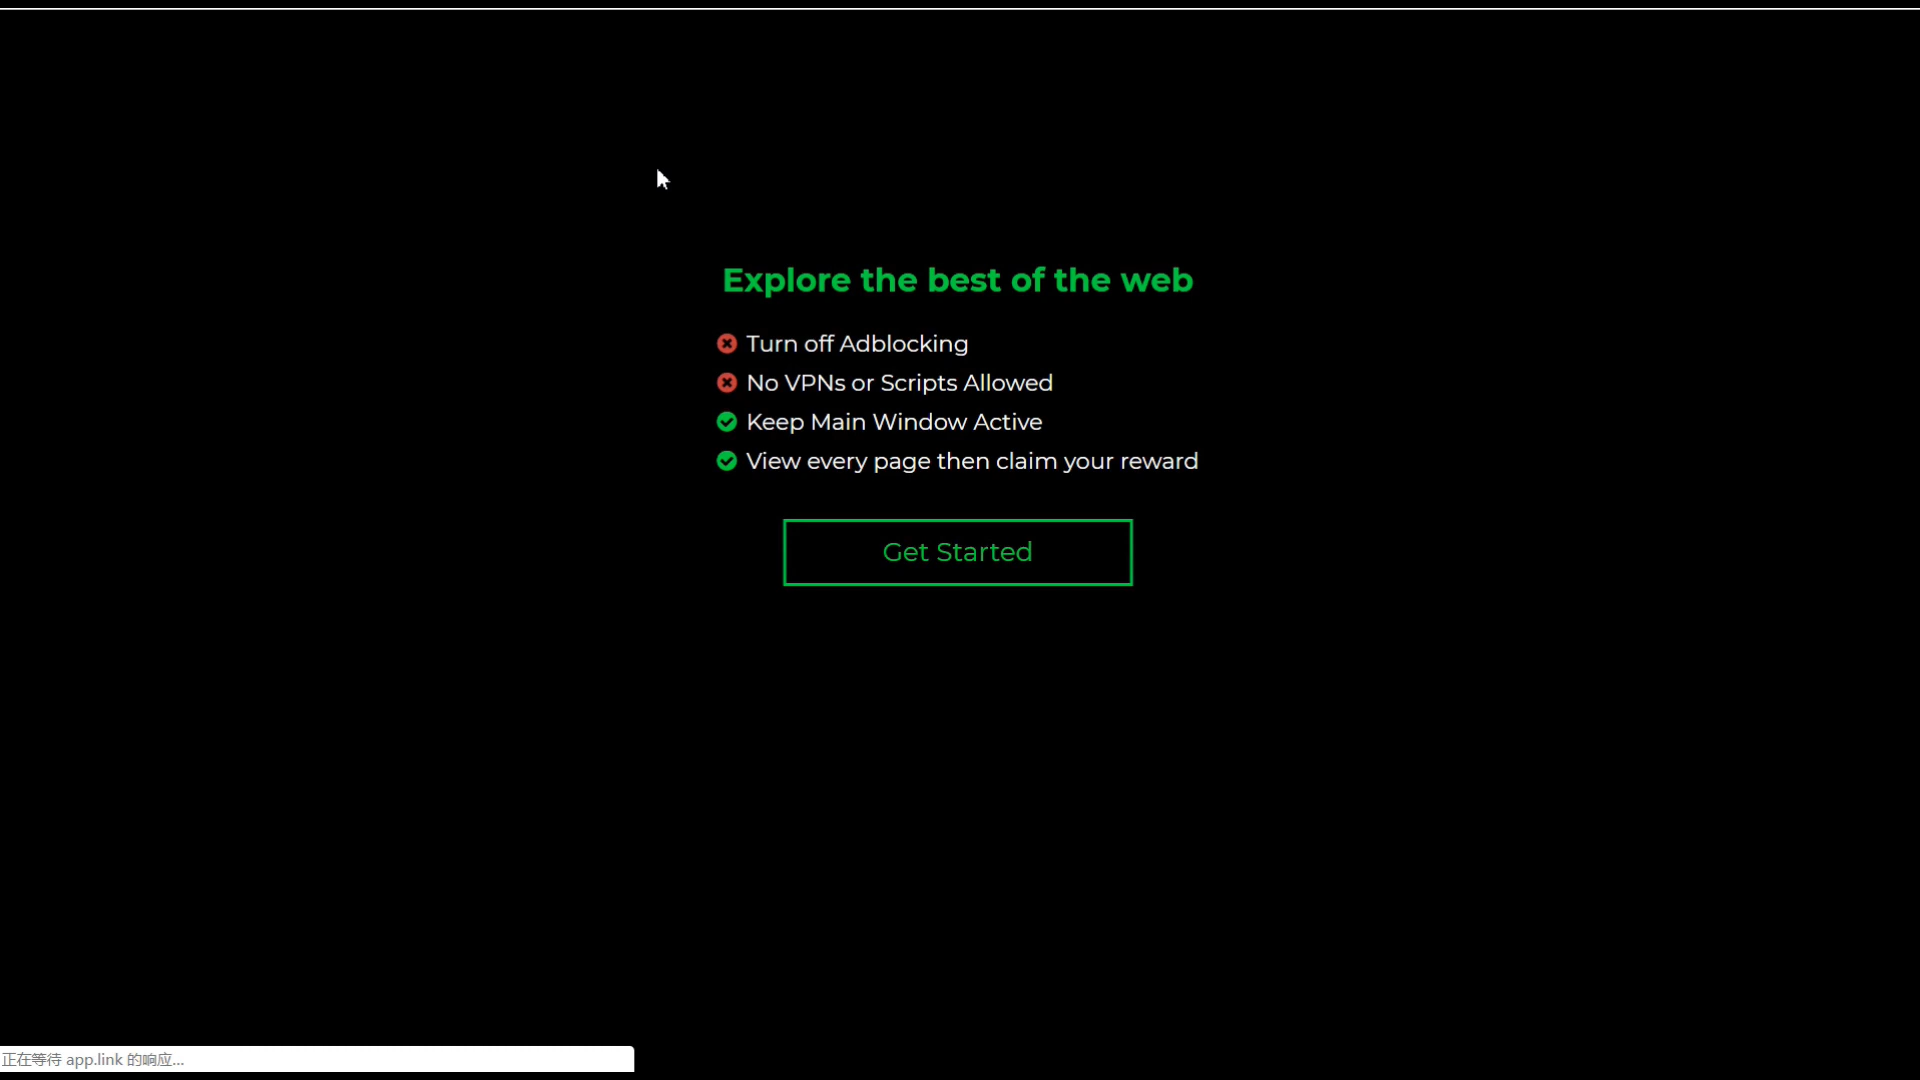 Explore the best of the web
Turn off Adblocking
No VPNs or Scripts Allowed
Keep Main Window Active
View every page then claim your reward
Get Started
正在等待 app.link 的响应...